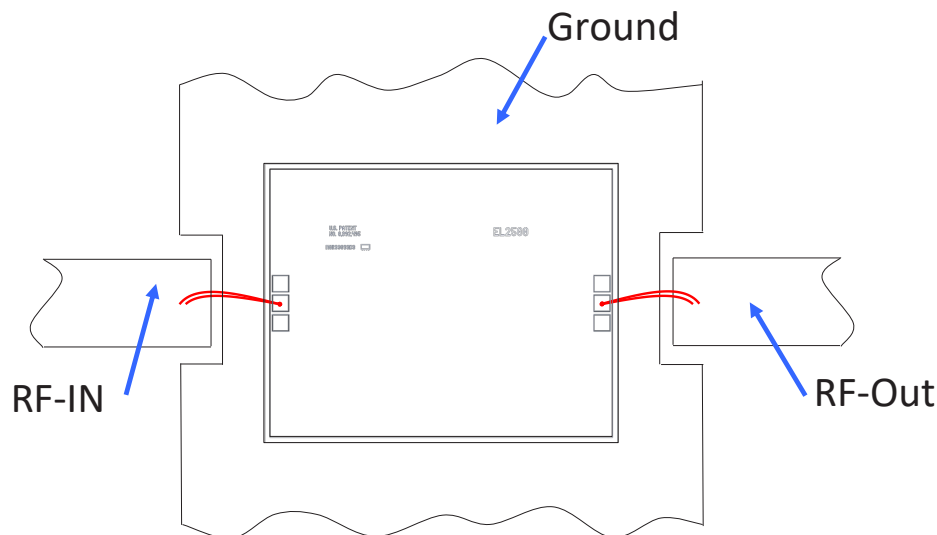 Ground
U.S. PATENT
EL2500
RF-IN
RF-Out